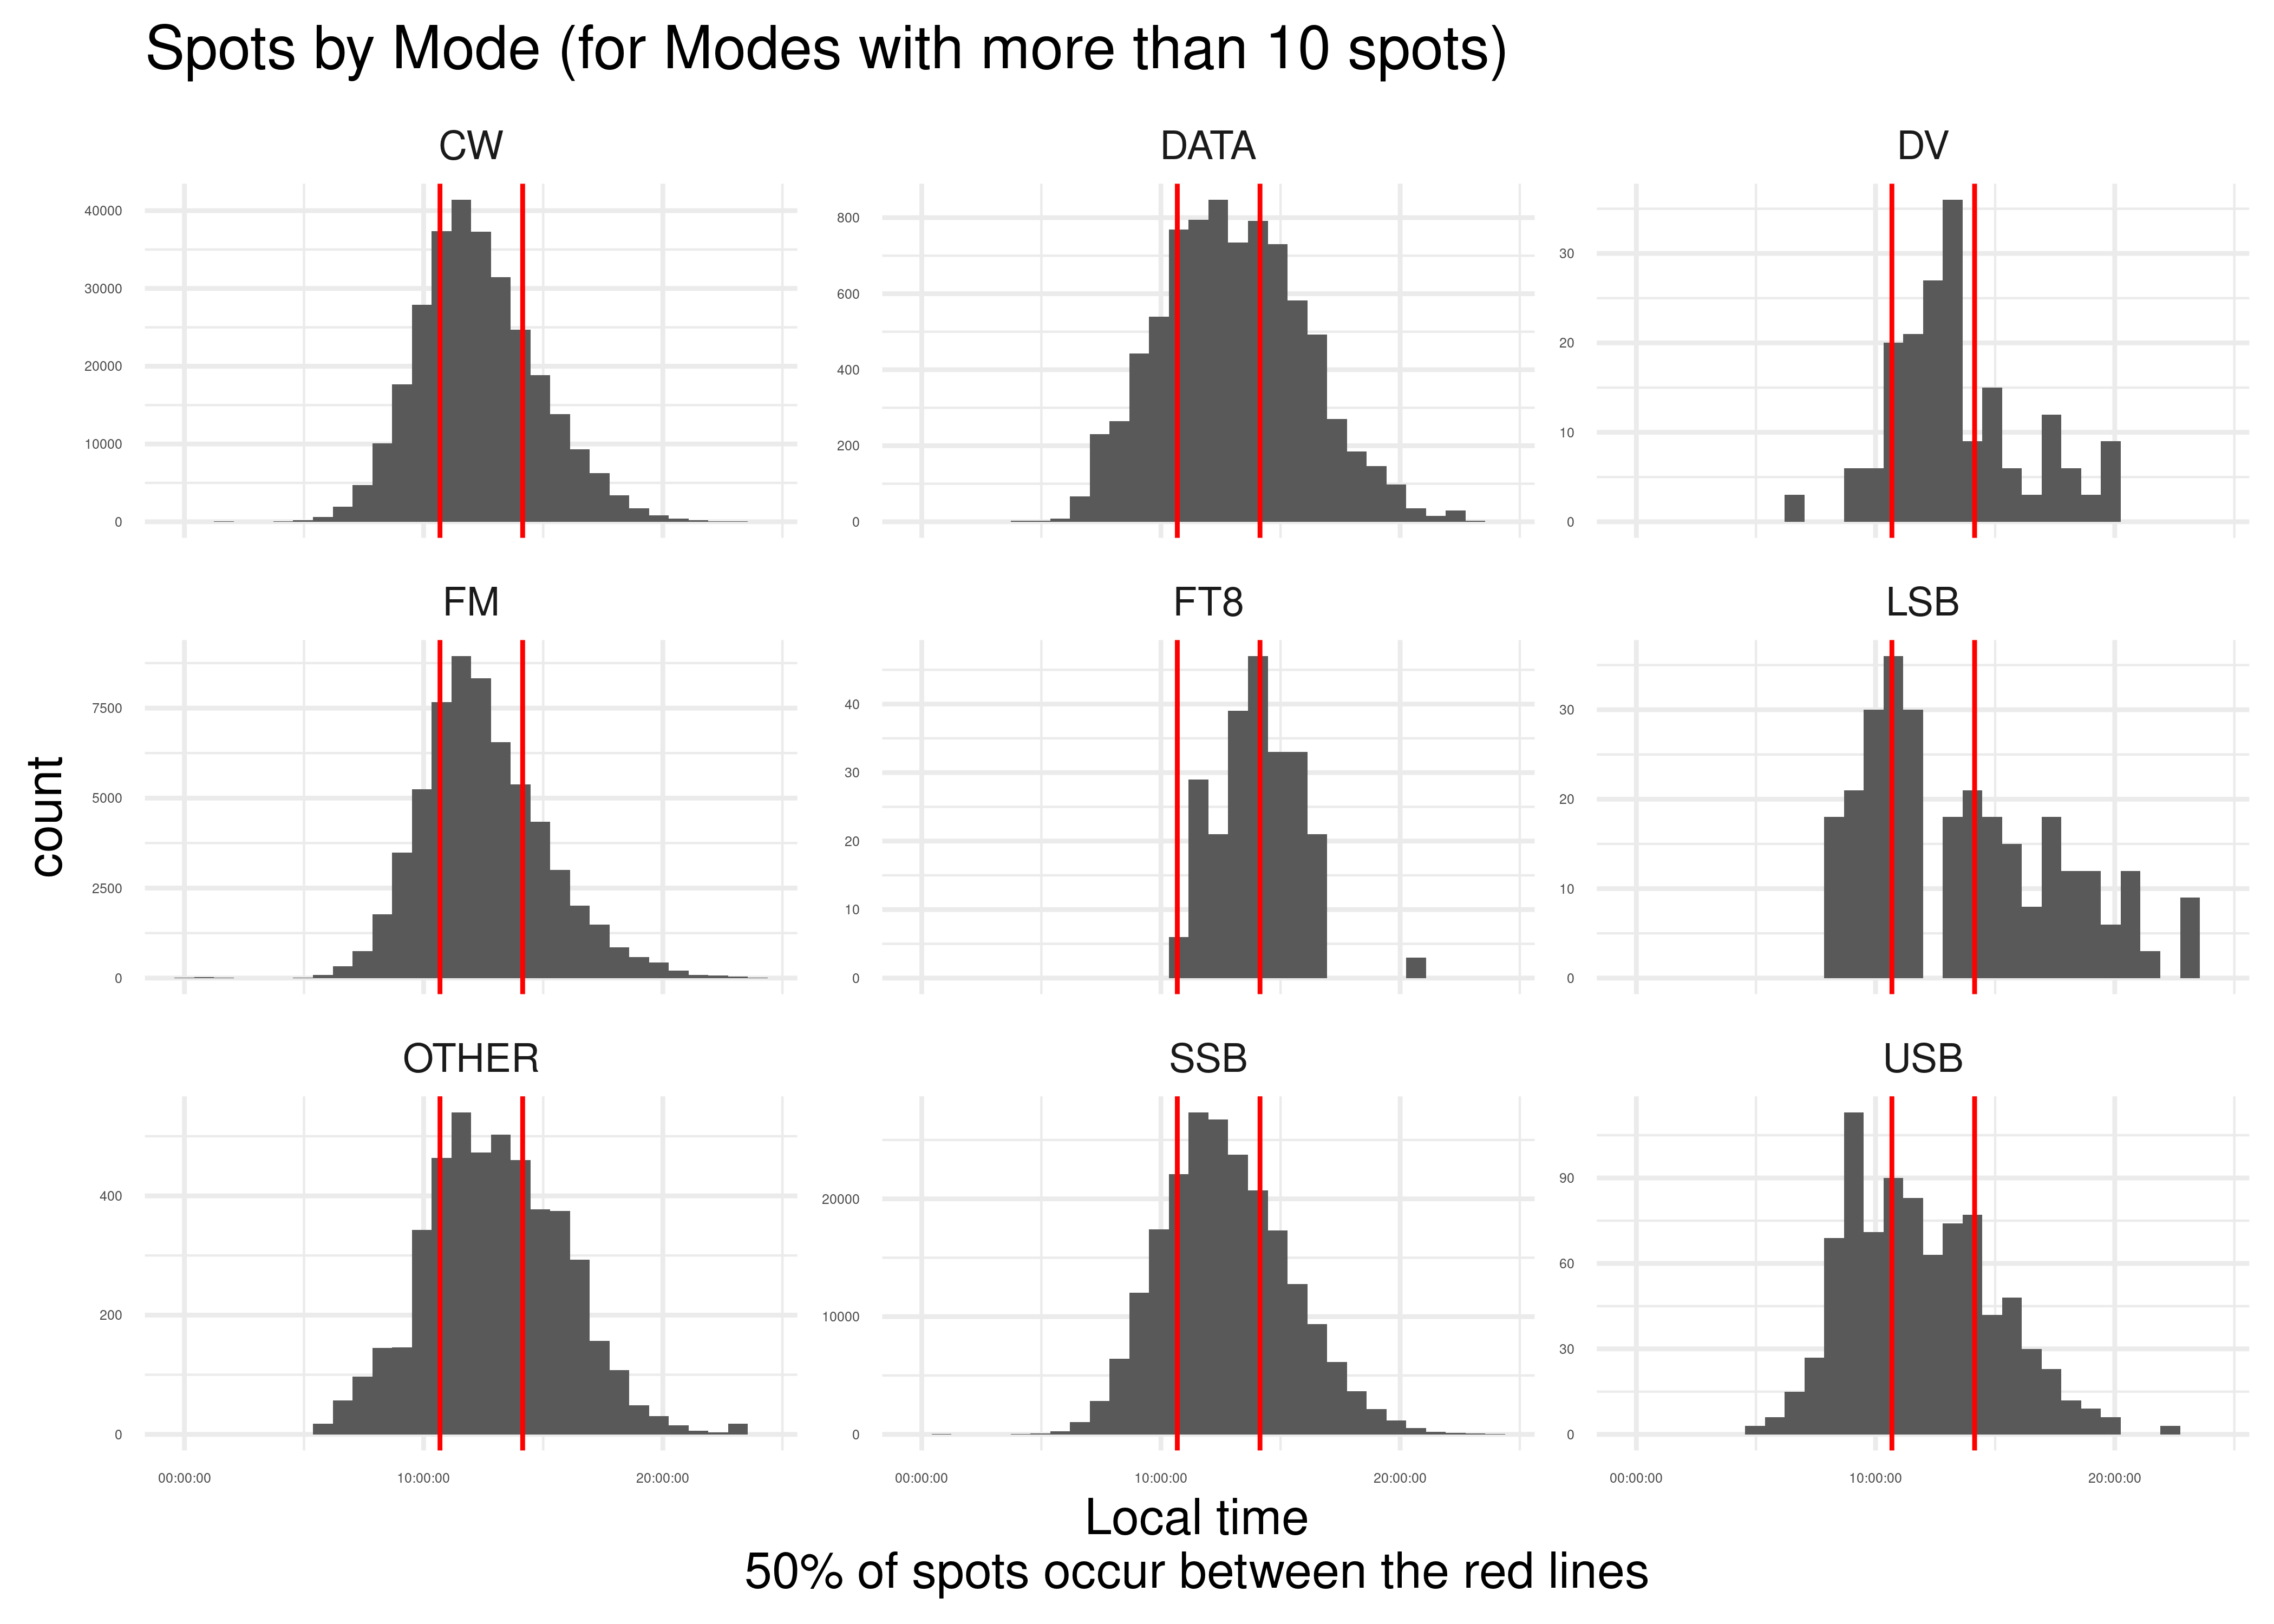 Spots by Mode (for Modes with more than 10 spots)
CW
DATA
DV
40000
30000
20000
10000
0
800
600
400
200
0
30
20
10
0
FM
FT8
LSB
count
7500
5000
2500
0
40
30
20
10
0
30
20
10
0
OTHER
SSB
USB
400
200
0
20000
10000
0
90
60
30
0
00:00:00 10:00:00 20:00:00
00:00:00 10:00:00 20:00:00
00:00:00 10:00:00 20:00:00
Local time
50% of spots occur between the red lines